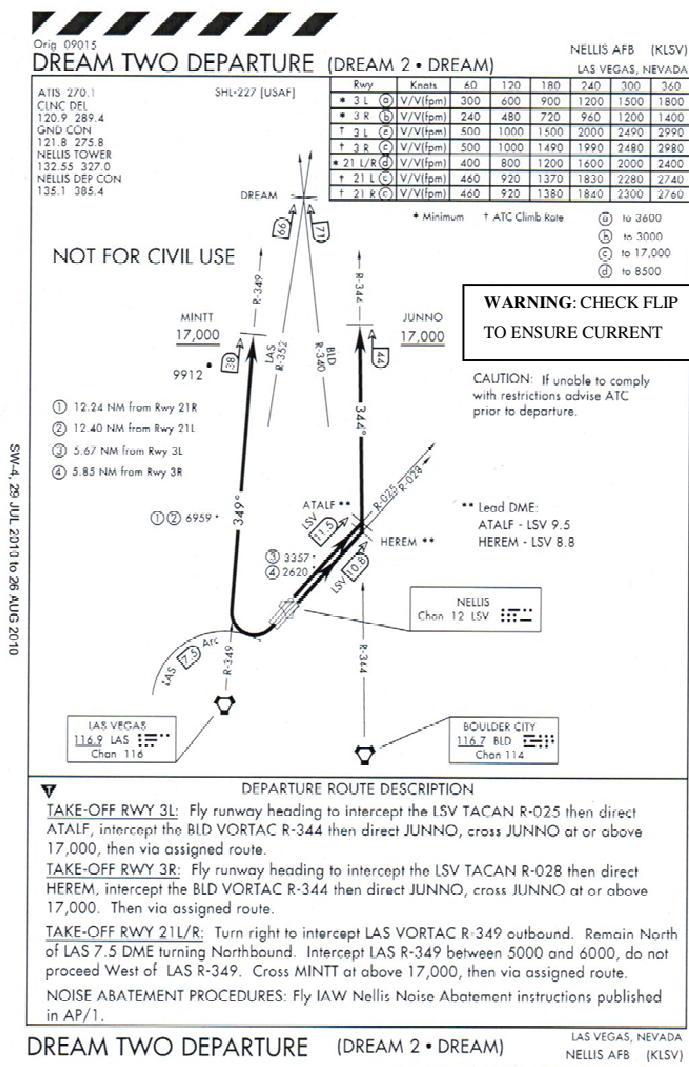 Orig 09015
DREAM TWO DEPARTURE (DREAM 2 • DREAM)
NELLIS AFB (KLSV)
LAS VEGAS, NEVADA
ATIS 270.1
CLNC DEL
120.9 289.4
GND CON
121.8 275.8
NELLIS TOWER
132.55 327.0
NELLIS DEP CON
135.1 385.4
SHL-227 [USAF]
Rwy Knots 60 120 180 240 300 360
* 3 L ⓐ V/V(fpm) 300 600 900 1200 1500 1800
* 3 R ⓑ V/V(fpm) 240 480 720 960 1200 1400
† 3 L ⓒ V/V(fpm) 500 1000 1500 2000 2490 2990
† 3 R ⓒ V/V(fpm) 500 1000 1490 1990 2480 2980
* 21 L/R ⓓ V/V(fpm) 400 800 1200 1600 2000 2400
† 21 L ⓒ V/V(fpm) 460 920 1370 1830 2280 2740
† 21 R ⓒ V/V(fpm) 460 920 1380 1840 2300 2760
* Minimum † ATC Climb Rate
ⓐ to 3600
ⓑ to 3000
ⓒ to 17,000
ⓓ to 8500
DREAM
66
71
NOT FOR CIVIL USE
R-349
R-344
WARNING: CHECK FLIP
TO ENSURE CURRENT
MINTT
17,000
JUNNO
17,000
38
44
LAS
R-352
BLD
R-340
9912
CAUTION: If unable to comply
with restrictions advise ATC
prior to departure.
① 12.24 NM from Rwy 21R
② 12.40 NM from Rwy 21L
③ 5.67 NM from Rwy 3L
④ 5.85 NM from Rwy 3R
344°
349°
①② 6959
ATALF **
LSV
11.5
R-025
R-028
** Lead DME:
ATALF - LSV 9.5
HEREM - LSV 8.8
HEREM **
③ 3357
④ 2620
LSV
10.8
NELLIS
Chan 12 LSV
LAS 7.5 Arc
R-349
R-344
LAS VEGAS
116.9 LAS
Chan 116
BOULDER CITY
116.7 BLD
Chan 114
SW-4, 29 JUL 2010 to 26 AUG 2010
T
DEPARTURE ROUTE DESCRIPTION
TAKE-OFF RWY 3L: Fly runway heading to intercept the LSV TACAN R-025 then direct
ATALF, intercept the BLD VORTAC R-344 then direct JUNNO, cross JUNNO at or above
17,000, then via assigned route.
TAKE-OFF RWY 3R: Fly runway heading to intercept the LSV TACAN R-028 then direct
HEREM, intercept the BLD VORTAC R-344 then direct JUNNO, cross JUNNO at or above
17,000. Then via assigned route.
TAKE-OFF RWY 21L/R: Turn right to intercept LAS VORTAC R-349 outbound. Remain North
of LAS 7.5 DME turning Northbound. Intercept LAS R-349 between 5000 and 6000, do not
proceed West of LAS R-349. Cross MINTT at above 17,000, then via assigned route.
NOISE ABATEMENT PROCEDURES: Fly IAW Nellis Noise Abatement instructions published
in AP/1.
DREAM TWO DEPARTURE (DREAM 2 • DREAM)
LAS VEGAS, NEVADA
NELLIS AFB (KLSV)